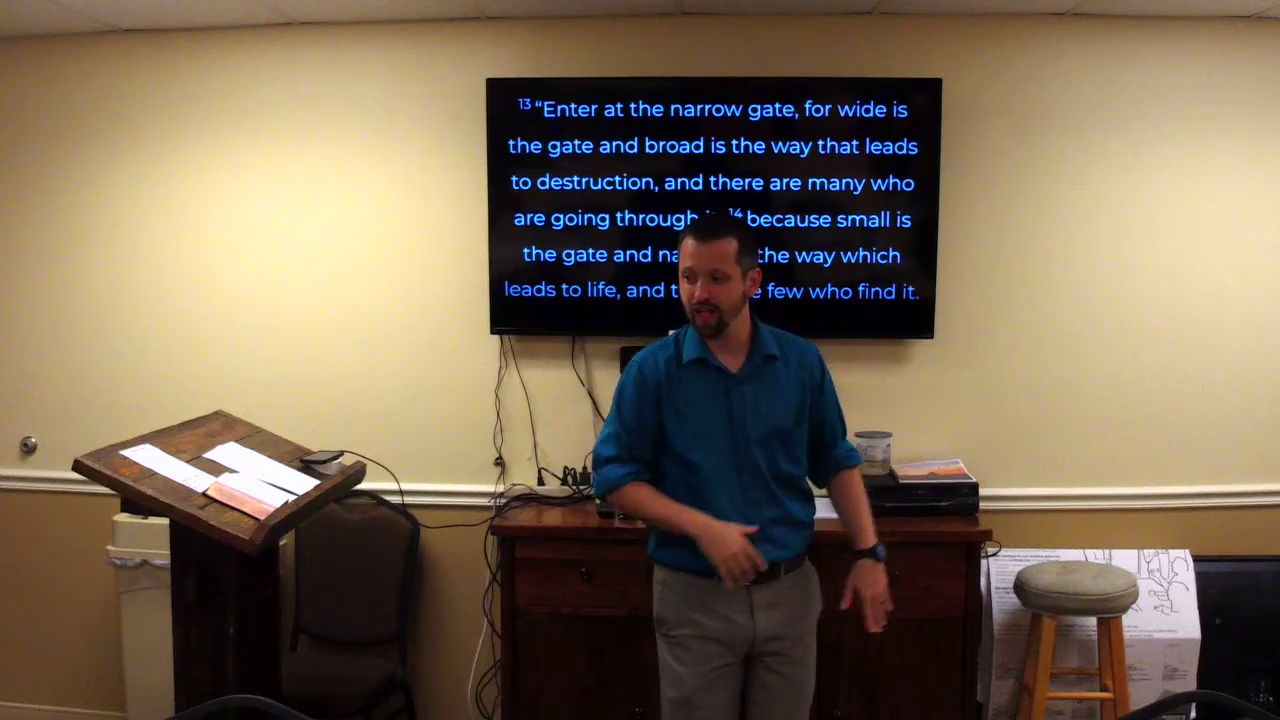 13 “Enter at the narrow gate, for wide is
the gate and broad is the way that leads
to destruction, and there are many who
are going through 14 because small is
the gate and the way which
leads to life, and few who find it.